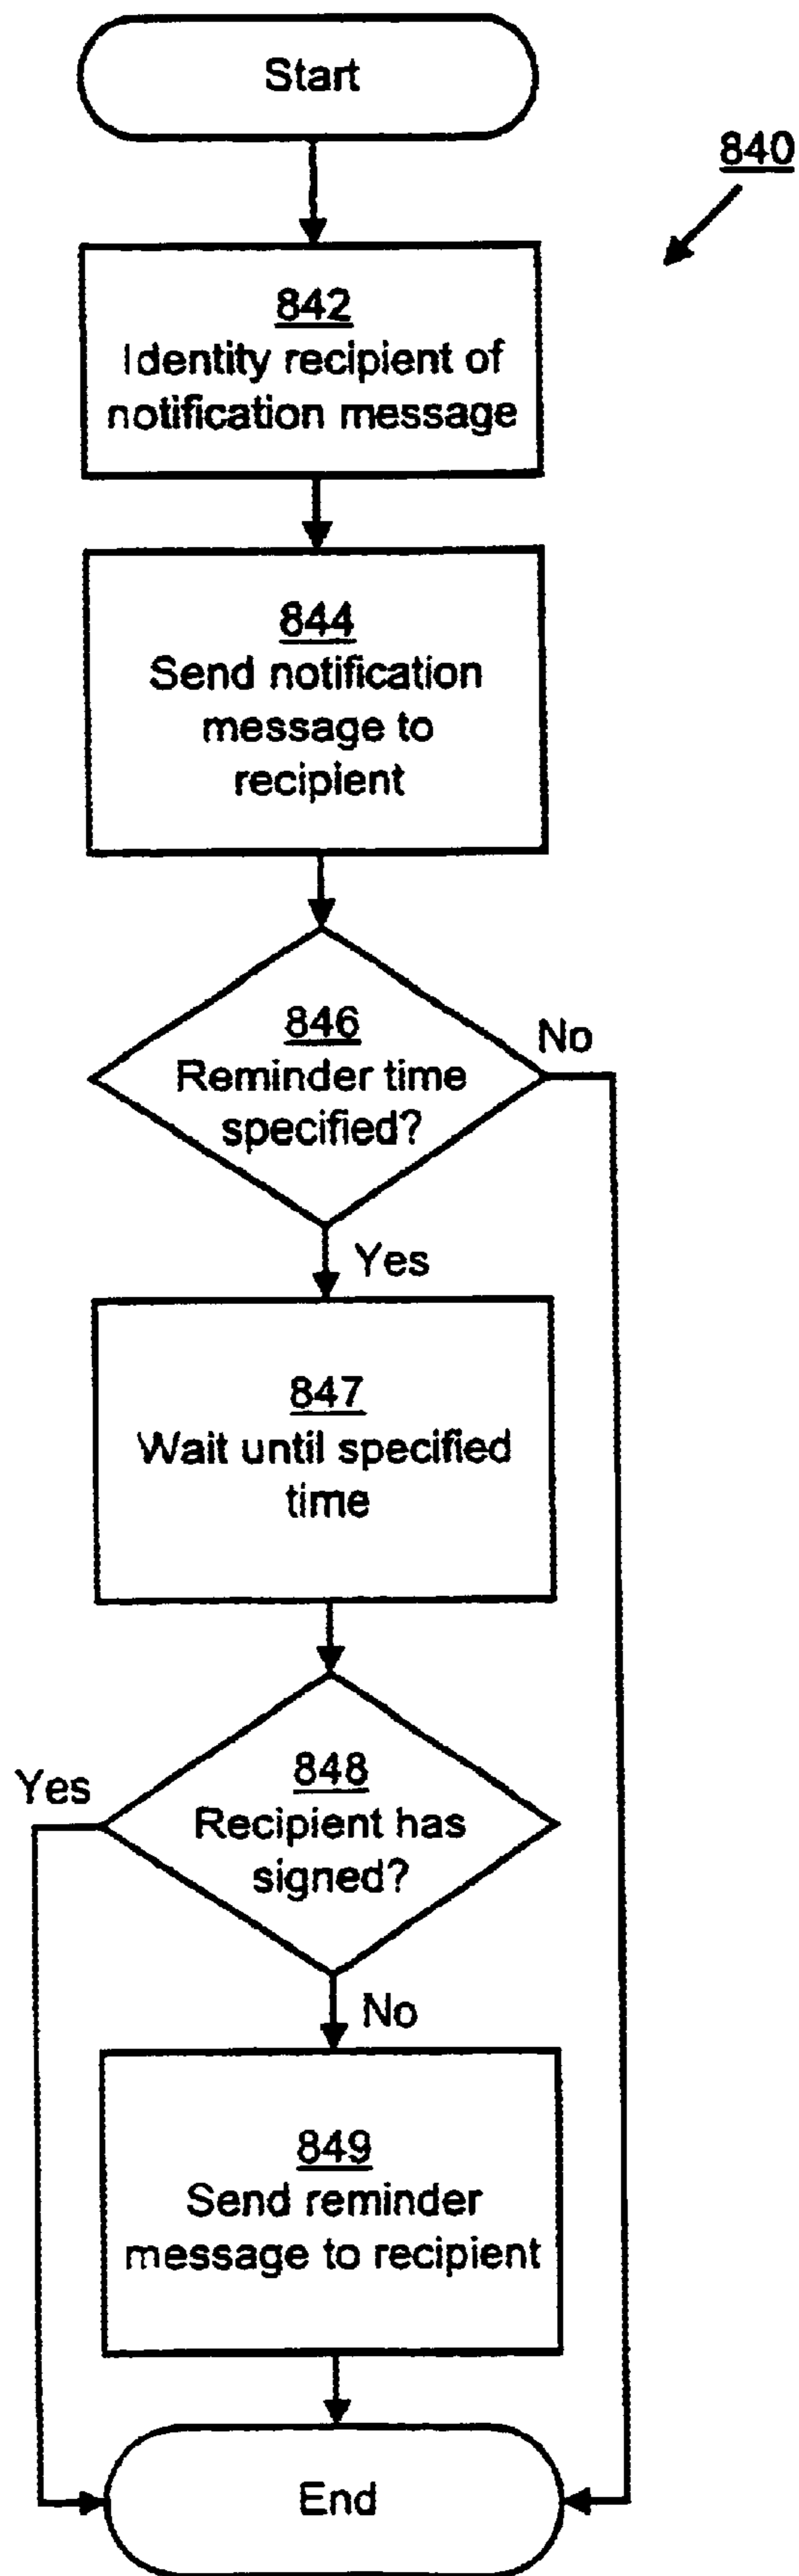 Start
840
842
Identity recipient of
notification message
844
Send notification
message to
recipient
846
Reminder time
specified?
No
Yes
847
Wait until specified
time
848
Recipient has
signed?
Yes
No
849
Send reminder
message to recipient
End